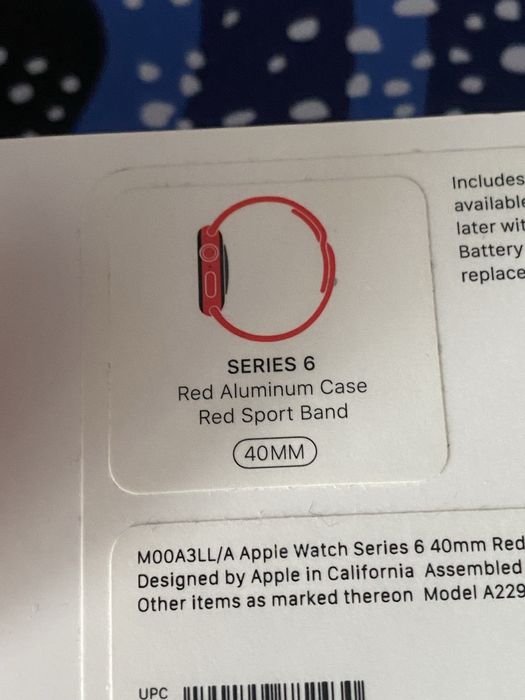 Includes
available
later wit
Battery
replace
SERIES 6
Red Aluminum Case
Red Sport Band
40MM
M00A3LL/A Apple Watch Series 6 40mm Red
Designed by Apple in California Assembled
Other items as marked thereon Model A229
UPC